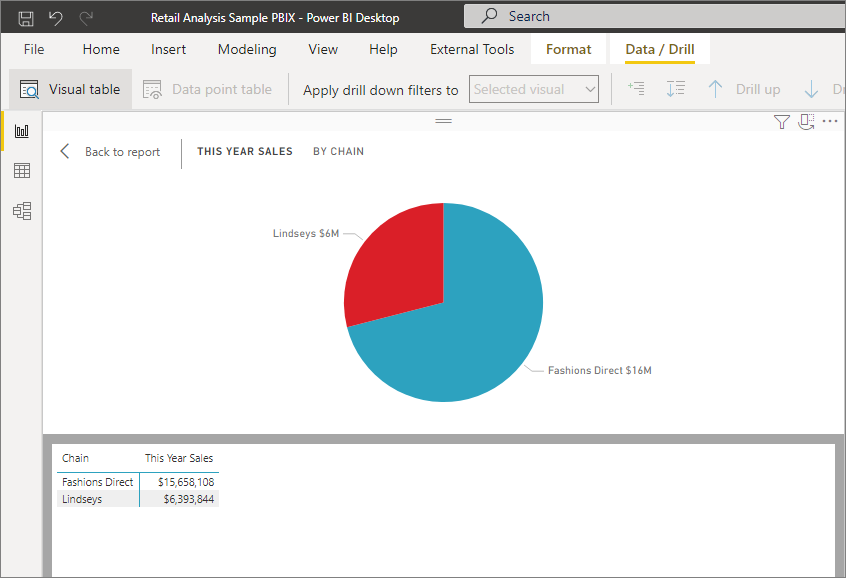 Retail Analysis Sample PBIX - Power BI Desktop
Search
File Home Insert Modeling View Help External Tools Format Data / Drill
Visual table Data point table Apply drill down filters to Selected visual Drill up Dr
Back to report THIS YEAR SALES BY CHAIN
Lindseys $6M
Fashions Direct $16M
Chain This Year Sales
Fashions Direct $15,658,108
Lindseys $6,393,844